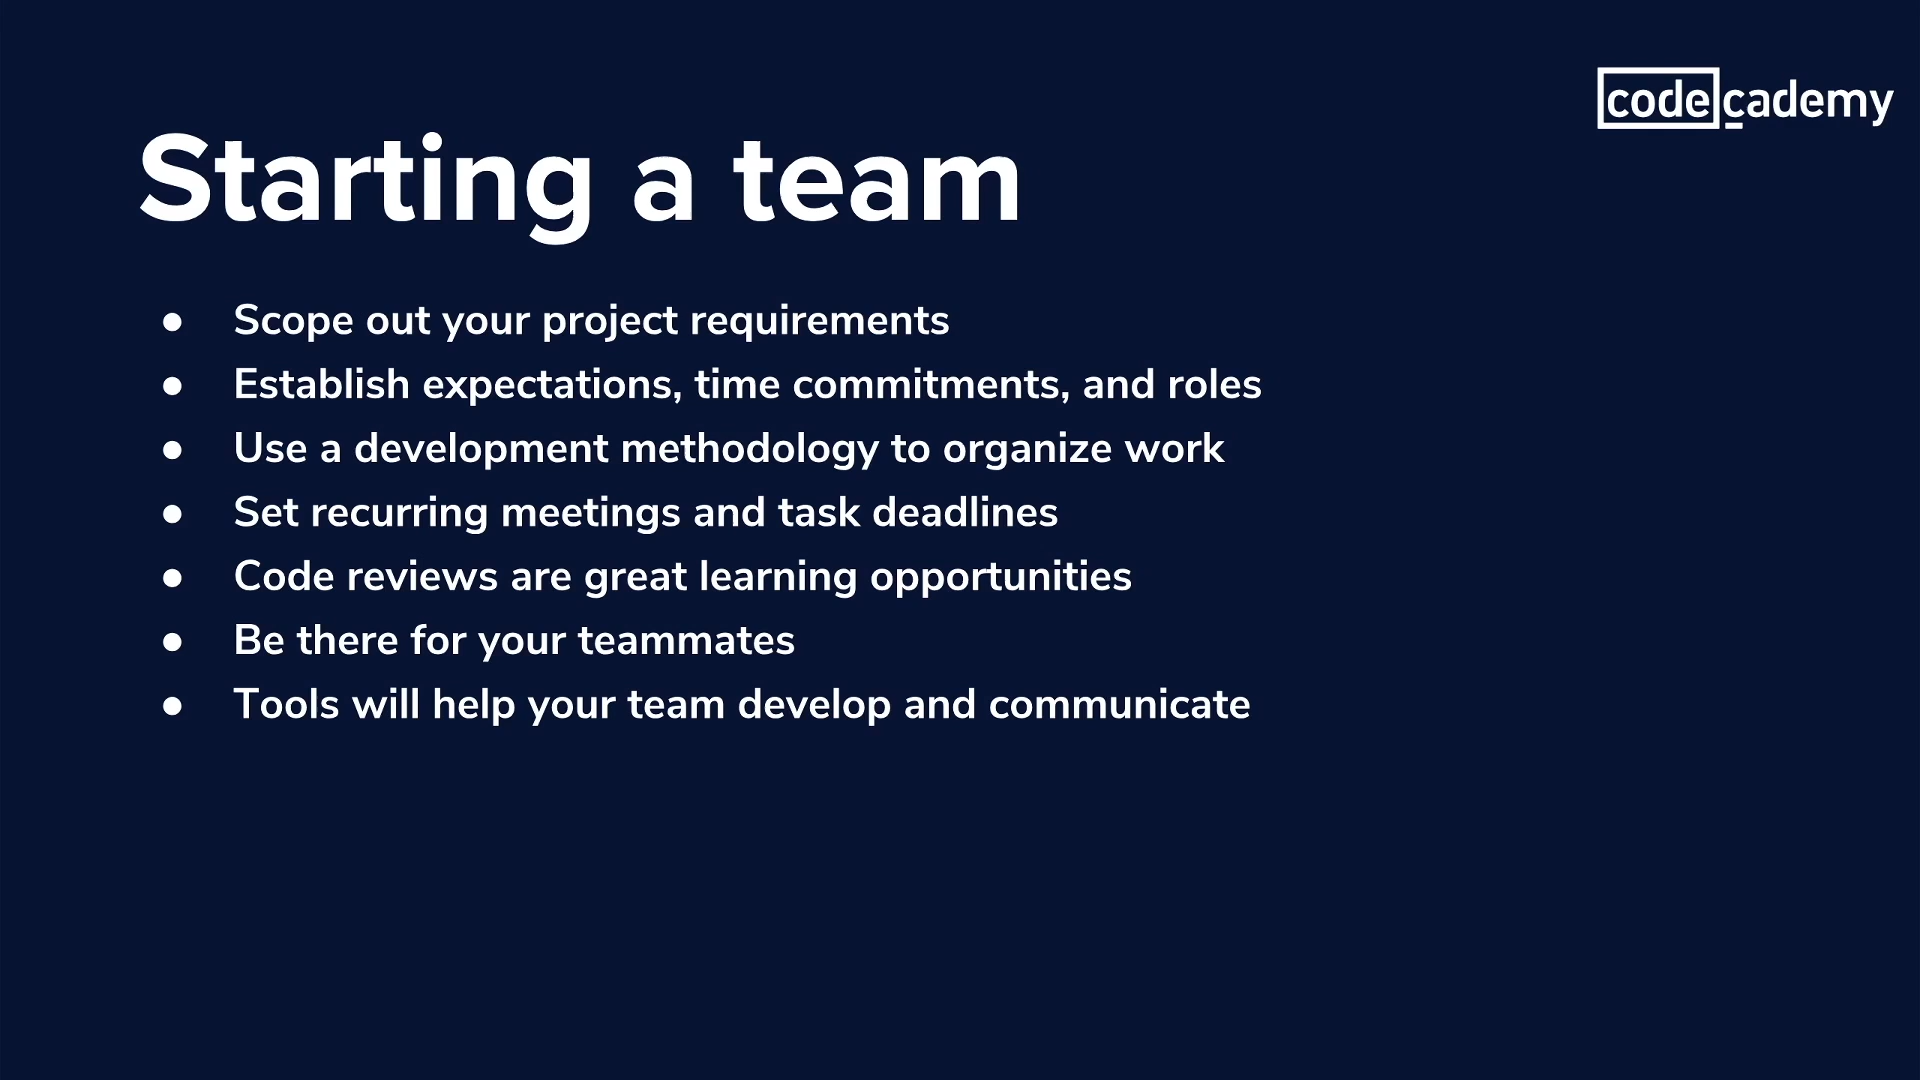 codecademy
Starting a team
● Scope out your project requirements
● Establish expectations, time commitments, and roles
● Use a development methodology to organize work
● Set recurring meetings and task deadlines
● Code reviews are great learning opportunities
● Be there for your teammates
● Tools will help your team develop and communicate